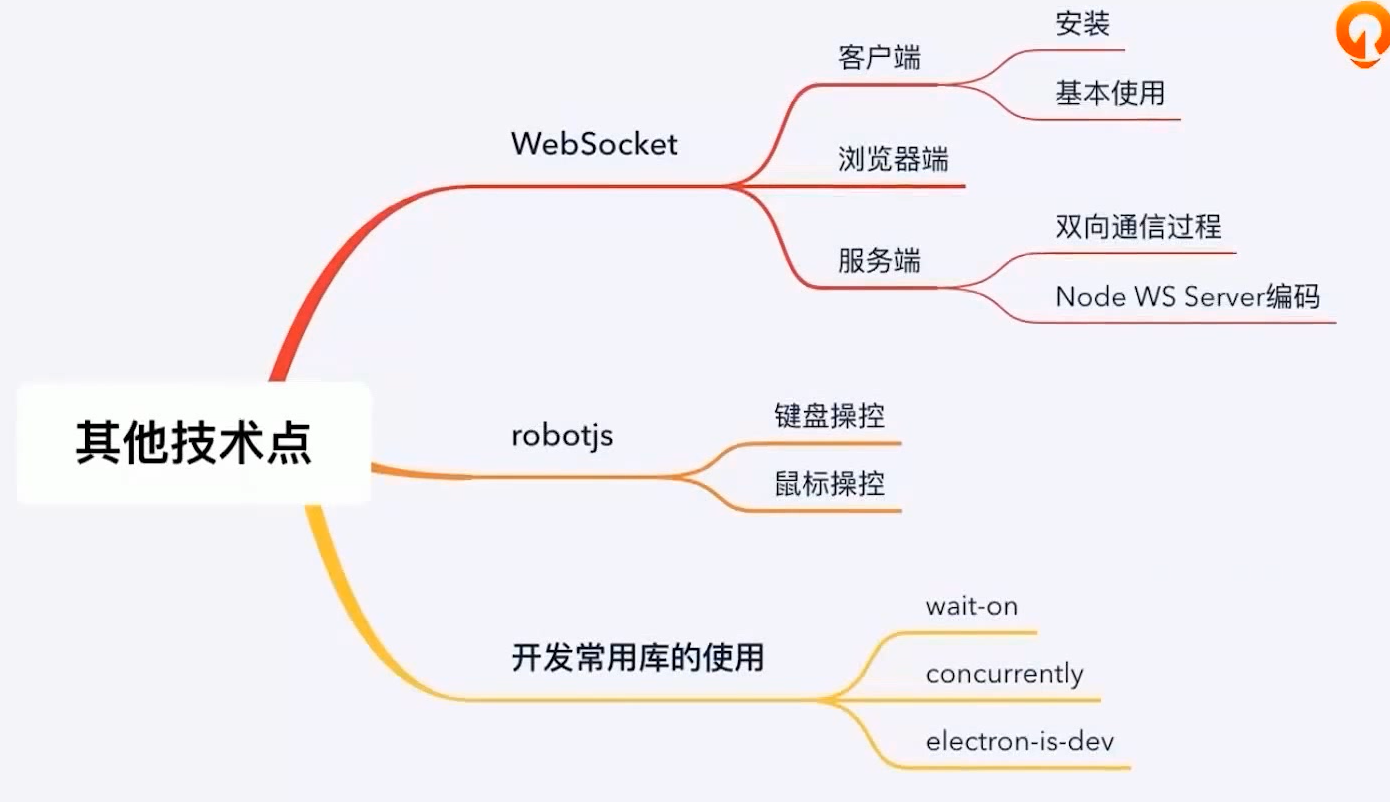 安装
客户端
基本使用
WebSocket
浏览器端
双向通信过程
服务端
Node WS Server编码
其他技术点
键盘操控
robotjs
鼠标操控
wait-on
开发常用库的使用
concurrently
electron-is-dev